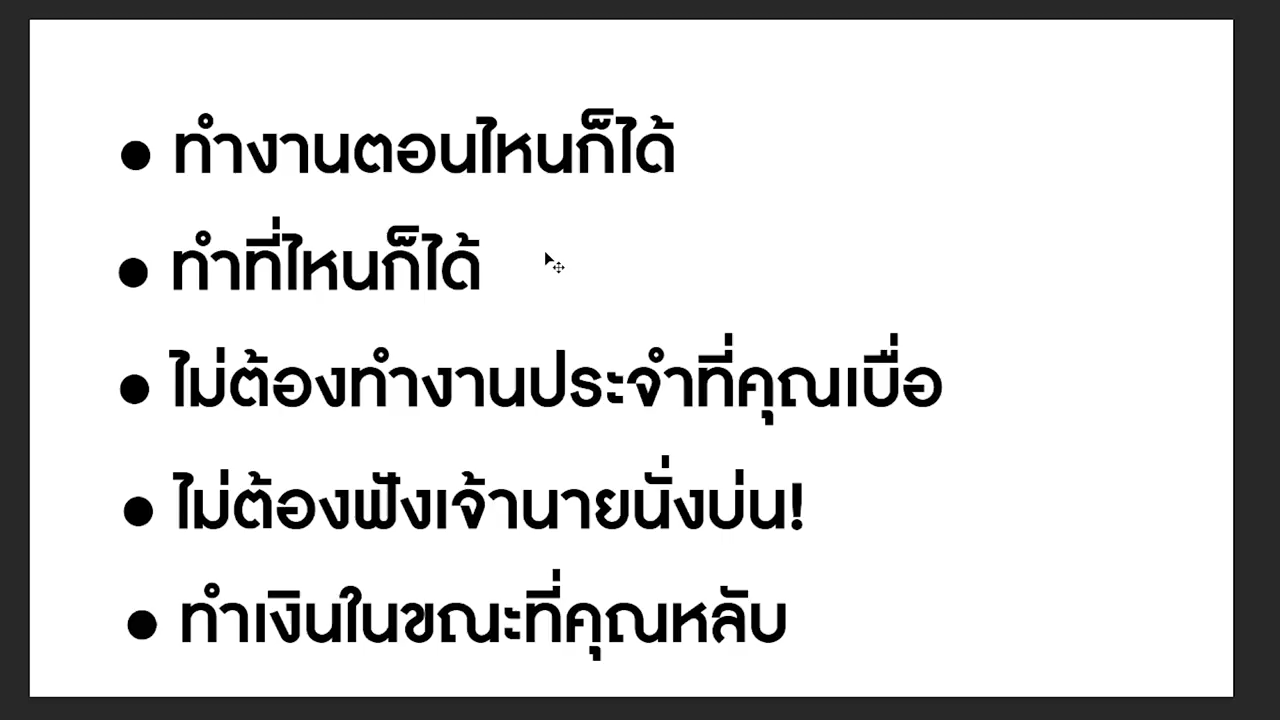 • ทำงานตอนไหนก็ได้
• ทำที่ไหนก็ได้
• ไม่ต้องทำงานประจำที่คุณเบื่อ
• ไม่ต้องฟังเจ้านายนั่งบ่น!
• ทำเงินในขณะที่คุณหลับ